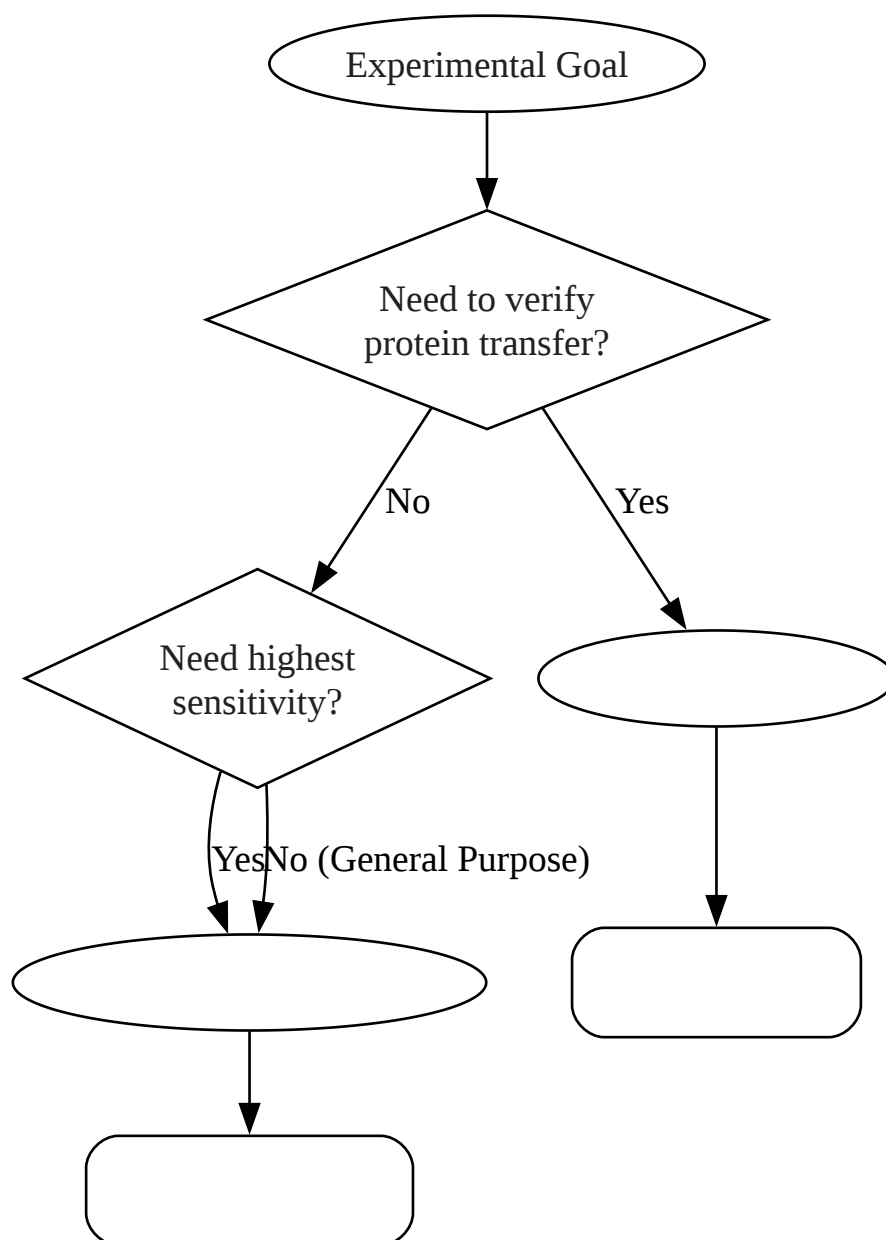 Experimental Goal
Need to verify
protein transfer?
No
Yes
Need highest
sensitivity?
Yes
No (General Purpose)